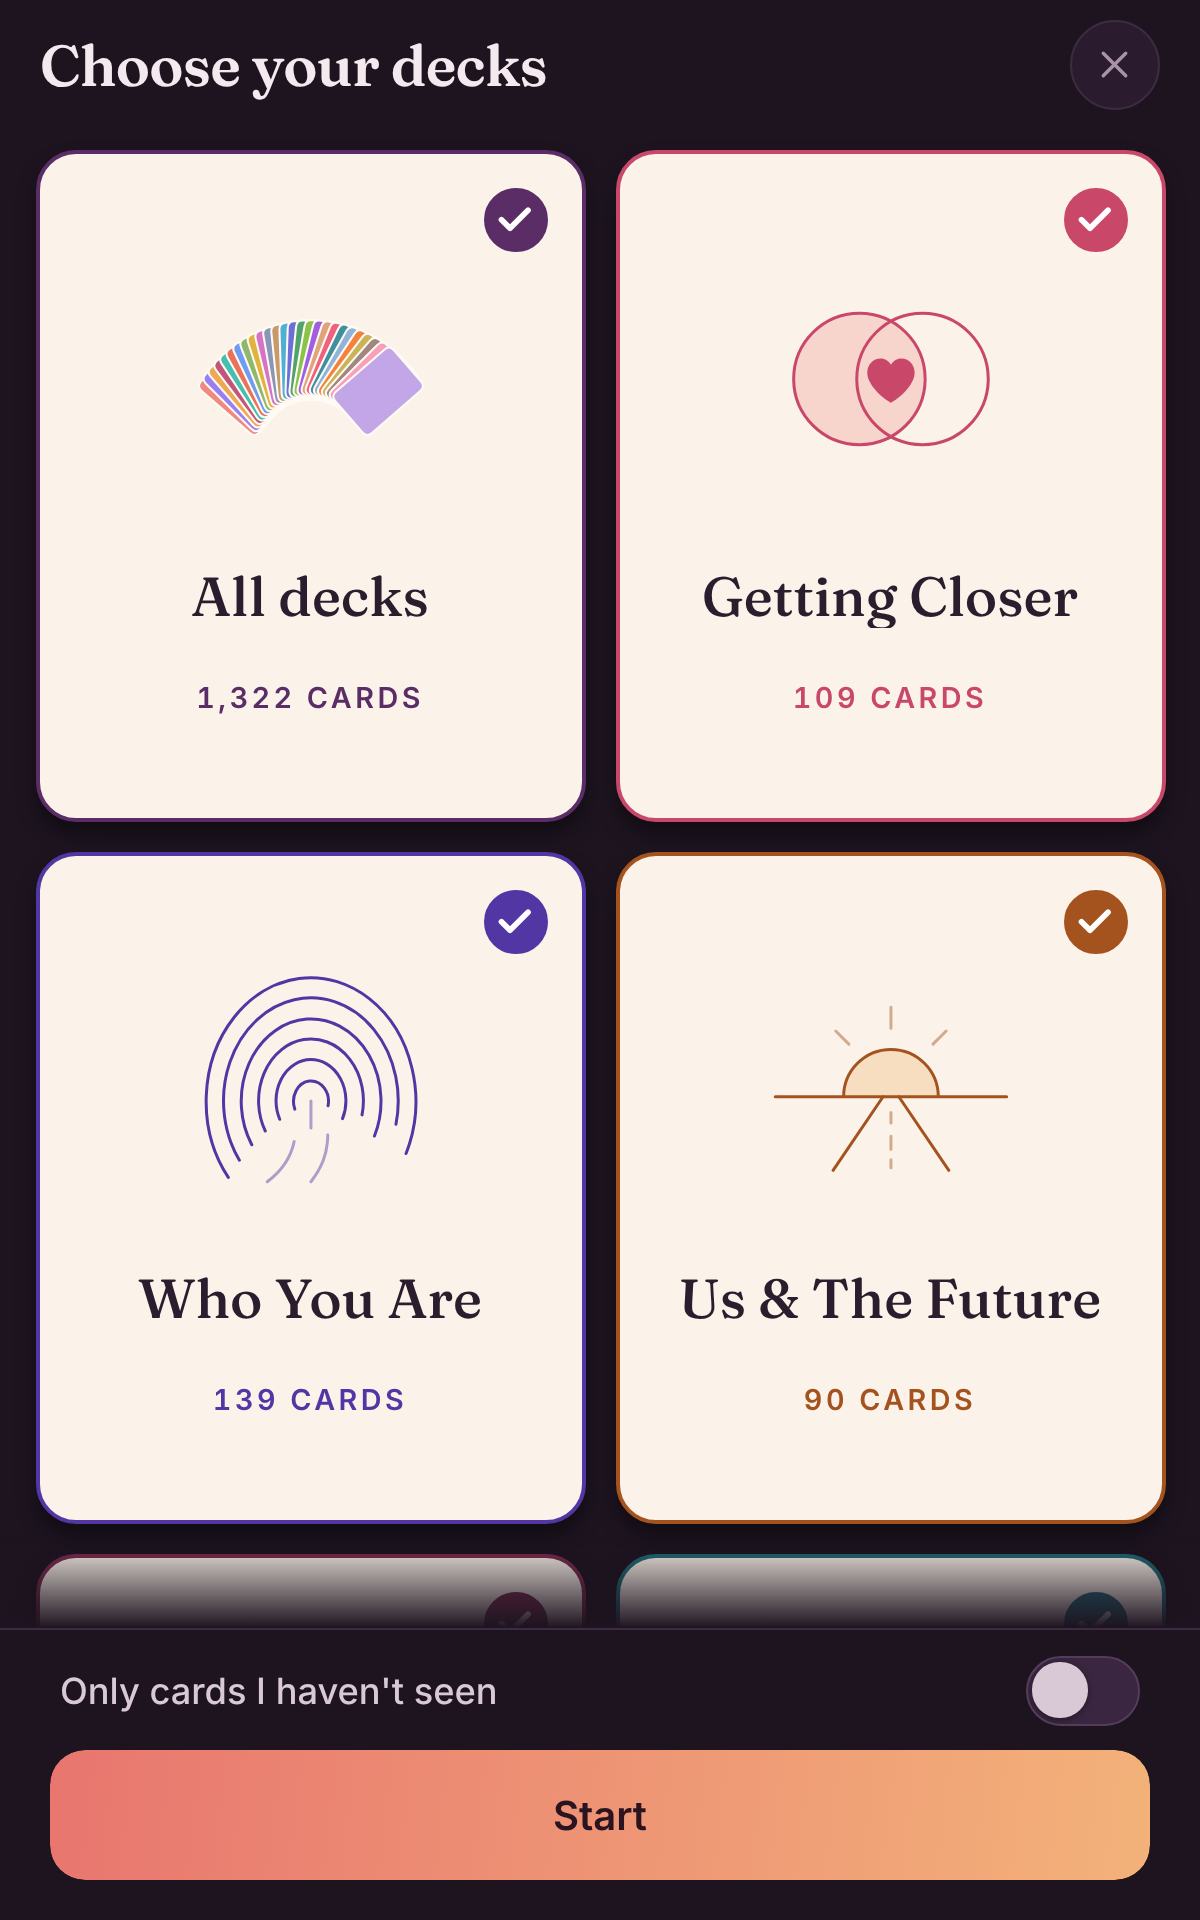 Choose your decks
All decks
1,322 CARDS
Getting Closer
109 CARDS
Who You Are
139 CARDS
Us & The Future
90 CARDS
Only cards I haven't seen
Start